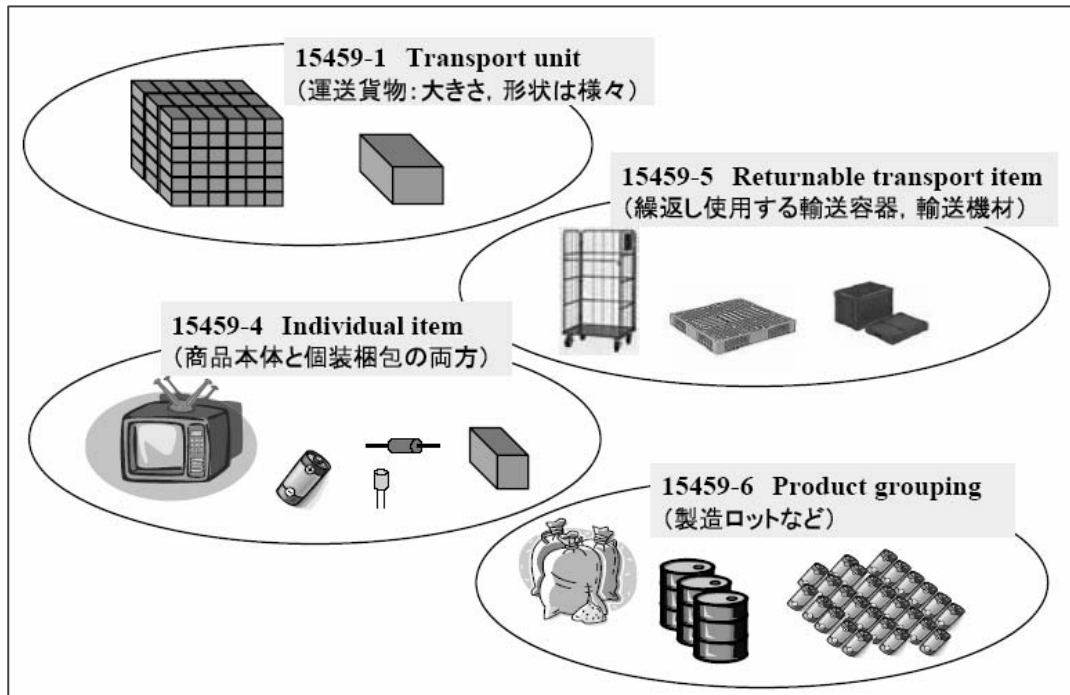 15459-1 Transport unit
（運送貨物：大きさ，形状は様々）
15459-5 Returnable transport item
（繰返し使用する輸送容器，輸送機材）
15459-4 Individual item
（商品本体と個装梱包の両方）
15459-6 Product grouping
（製造ロットなど）